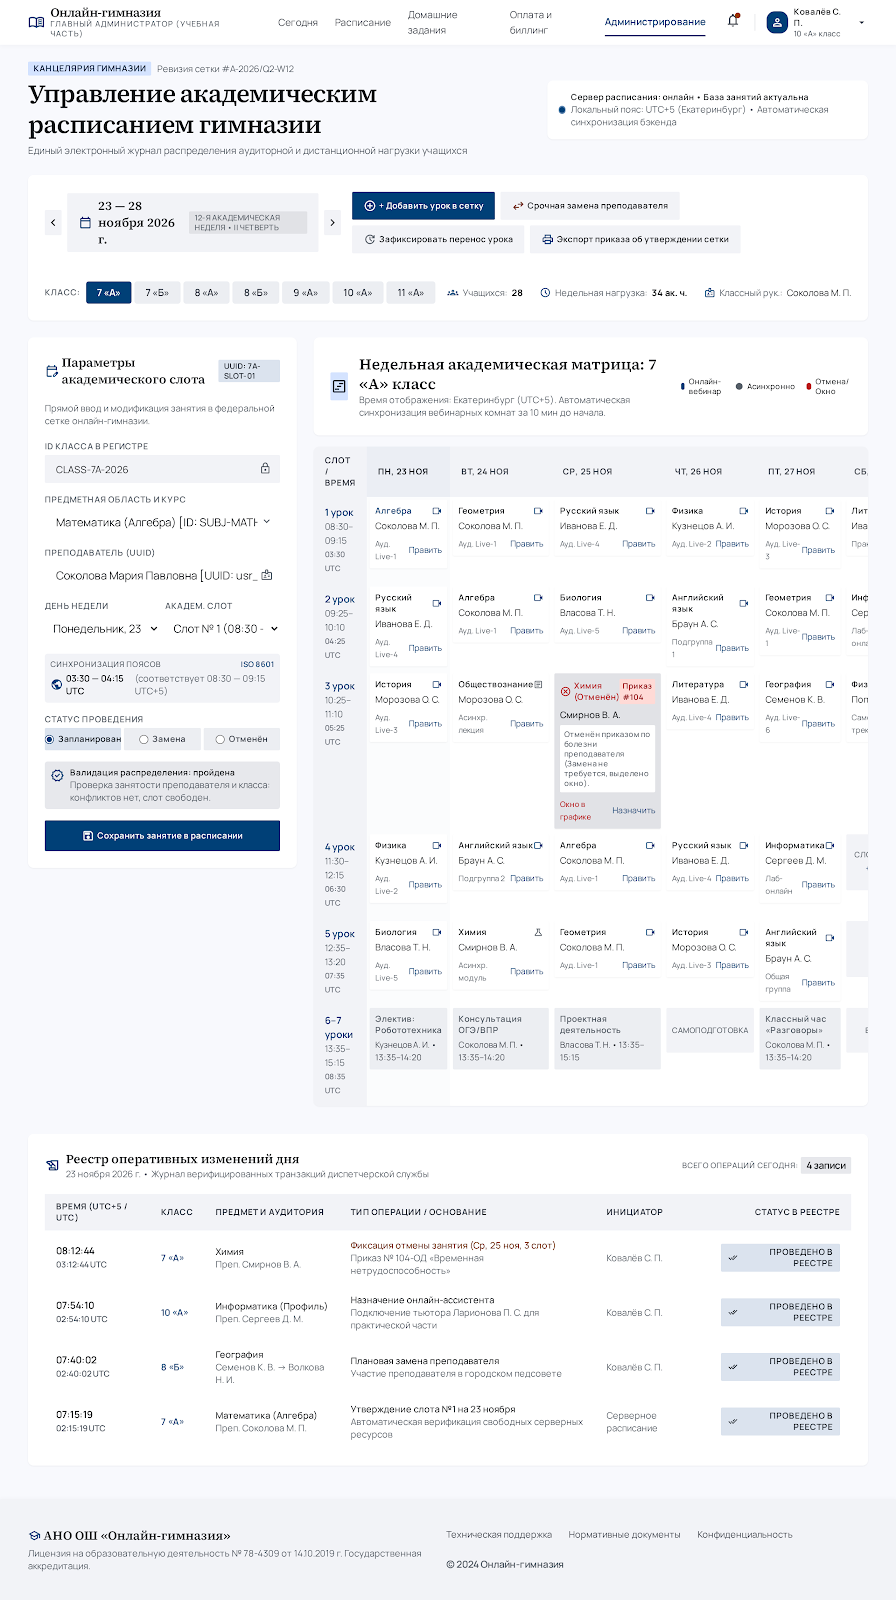 Онлайн-гимназия
ГЛАВНЫЙ АДМИНИСТРАТОР (УЧЕБНАЯ ЧАСТЬ)
Сегодня
Расписание
Домашние задания
Оплата и биллинг
Администрирование
Ковалёв С. П.
10 «А» класс
КАНЦЕЛЯРИЯ ГИМНАЗИИ
Ревизия сетки #A-2026/Q2-W12
Управление академическим
расписанием гимназии
Единый электронный журнал распределения аудиторной и дистанционной нагрузки учащихся
Сервер расписания: онлайн • База занятий актуальна
Локальный пояс: UTC+5 (Екатеринбург) • Автоматическая
синхронизация бэкенда
23 — 28
ноября 2026
г.
12-Я АКАДЕМИЧЕСКАЯ
НЕДЕЛЯ • II ЧЕТВЕРТЬ
+ Добавить урок в сетку
Срочная замена преподавателя
Зафиксировать перенос урока
Экспорт приказа об утверждении сетки
КЛАСС:
7 «А»
7 «Б»
8 «А»
8 «Б»
9 «А»
10 «А»
11 «А»
Учащихся: 28
Недельная нагрузка: 34 ак. ч.
Классный рук.: Соколова М. П.
Параметры
академического слота
UUID: 7A-
SLOT-01
Прямой ввод и модификация занятия в федеральной
сетке онлайн-гимназии.
ID КЛАССА В РЕГИСТРЕ
CLASS-7A-2026
ПРЕДМЕТНАЯ ОБЛАСТЬ И КУРС
Математика (Алгебра) [ID: SUBJ-MATH
ПРЕПОДАВАТЕЛЬ (UUID)
Соколова Мария Павловна [UUID: usr_
ДЕНЬ НЕДЕЛИ
АКАДЕМ. СЛОТ
Понедельник, 23
Слот № 1 (08:30 -
СИНХРОНИЗАЦИЯ ПОЯСОВ
ISO 8601
03:30 — 04:15
UTC
(соответствует 08:30 — 09:15
UTC+5)
СТАТУС ПРОВЕДЕНИЯ
Запланирован
Замена
Отменён
Валидация распределения: пройдена
Проверка занятости преподавателя и класса:
конфликтов нет, слот свободен.
Сохранить занятие в расписании
Недельная академическая матрица: 7
«А» класс
Время отображения: Екатеринбург (UTC+5). Автоматическая
синхронизация вебинарных комнат за 10 мин до начала.
Онлайн-
вебинар
Асинхронно
Отмена/
Окно
СЛОТ
/
ВРЕМЯ
ПН, 23 НОЯ
ВТ, 24 НОЯ
СР, 25 НОЯ
ЧТ, 26 НОЯ
ПТ, 27 НОЯ
СБ,
1 урок
08:30–
09:15
03:30
UTC
Алгебра
Соколова М. П.
Ауд.
Live-1
Править
Геометрия
Соколова М. П.
Ауд. Live-1
Править
Русский язык
Иванова Е. Д.
Ауд. Live-4
Править
Физика
Кузнецов А. И.
Ауд. Live-2
Править
История
Морозова О. С.
Ауд. Live-
3
Править
Лит
Ива
Пра
2 урок
09:25–
10:10
04:25
UTC
Русский
язык
Иванова Е. Д.
Ауд.
Live-4
Править
Алгебра
Соколова М. П.
Ауд. Live-1
Править
Биология
Власова Т. Н.
Ауд. Live-5
Править
Английский
язык
Браун А. С.
Подгруппа
1
Править
Геометрия
Соколова М. П.
Ауд. Live-
1
Править
Инф
Сер
Лаб-
онла
3 урок
10:25–
11:10
05:25
UTC
История
Морозова О. С.
Ауд.
Live-3
Править
Обществознание
Морозова О. С.
Асинхр.
лекция
Править
Химия
(Отменён)
Приказ
#104
Смирнов В. А.
Отменён приказом по
болезни
преподавателя
(Замена не
требуется, выделено
окно).
Окно в
графике
Назначить
Литература
Иванова Е. Д.
Ауд. Live-4
Править
География
Семенов К. В.
Ауд. Live-
6
Править
Физ
Поп
Сам
трек
4 урок
11:30–
12:15
06:30
UTC
Физика
Кузнецов А. И.
Ауд.
Live-2
Править
Английский язык
Браун А. С.
Подгруппа 2
Править
Алгебра
Соколова М. П.
Ауд. Live-1
Править
Русский язык
Иванова Е. Д.
Ауд. Live-4
Править
Информатика
Сергеев Д. М.
Лаб-
онлайн
Править
СЛО
5 урок
12:35–
13:20
07:35
UTC
Биология
Власова Т. Н.
Ауд.
Live-5
Править
Химия
Смирнов В. А.
Асинхр.
модуль
Править
Геометрия
Соколова М. П.
Ауд. Live-1
Править
История
Морозова О. С.
Ауд. Live-3
Править
Английский
язык
Браун А. С.
Общая
группа
Править
6–7
уроки
13:35–
15:15
08:35
UTC
Электив:
Робототехника
Кузнецов А. И. •
13:35–14:20
Консультация
ОГЭ/ВПР
Соколова М. П. •
13:35–14:20
Проектная
деятельность
Власова Т. Н. • 13:35–
15:15
САМОПОДГОТОВКА
Классный час
«Разговоры»
Соколова М. П. •
13:35–14:20
Реестр оперативных изменений дня
23 ноября 2026 г. • Журнал верифицированных транзакций диспетчерской службы
ВСЕГО ОПЕРАЦИЙ СЕГОДНЯ: 4 записи
ВРЕМЯ (UTC+5 /
UTC)
КЛАСС
ПРЕДМЕТ И АУДИТОРИЯ
ТИП ОПЕРАЦИИ / ОСНОВАНИЕ
ИНИЦИАТОР
СТАТУС В РЕЕСТРЕ
08:12:44
03:12:44 UTC
7 «А»
Химия
Преп. Смирнов В. А.
Фиксация отмены занятия (Ср, 25 ноя, 3 слот)
Приказ № 104-ОД «Временная
нетрудоспособность»
Ковалёв С. П.
ПРОВЕДЕНО В
РЕЕСТРЕ
07:54:10
02:54:10 UTC
10 «А»
Информатика (Профиль)
Преп. Сергеев Д. М.
Назначение онлайн-ассистента
Подключение тьютора Ларионова П. С. для
практической части
Ковалёв С. П.
ПРОВЕДЕНО В
РЕЕСТРЕ
07:40:02
02:40:02 UTC
8 «Б»
География
Семенов К. В. → Волкова
Н. И.
Плановая замена преподавателя
Участие преподавателя в городском педсовете
Ковалёв С. П.
ПРОВЕДЕНО В
РЕЕСТРЕ
07:15:19
02:15:19 UTC
7 «А»
Математика (Алгебра)
Преп. Соколова М. П.
Утверждение слота №1 на 23 ноября
Автоматическая верификация свободных серверных
ресурсов
Серверное
расписание
ПРОВЕДЕНО В
РЕЕСТРЕ
АНО ОШ «Онлайн-гимназия»
Лицензия на образовательную деятельность № 78-4309 от 14.10.2019 г. Государственная
аккредитация.
Техническая поддержка
Нормативные документы
Конфиденциальность
© 2024 Онлайн-гимназия